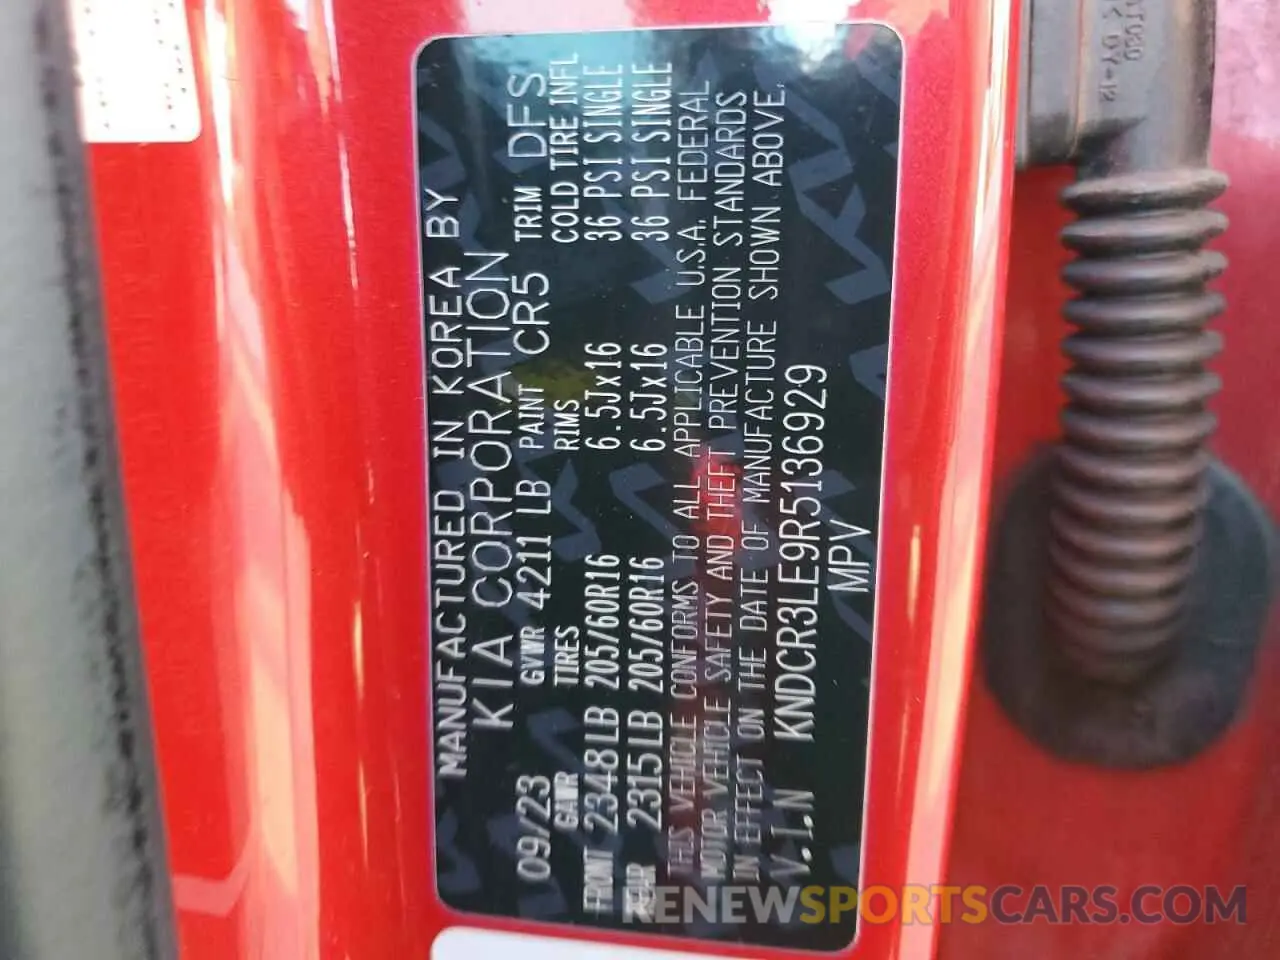 MANUFACTURED IN KOREA BY
KIA CORPORATION
09/23 GVWR 4211 LB PAINT CR5 TRIM DFS
GAWR TIRES RIMS COLD TIRE INFL
FRONT 2348LB 205/60R16 6.5Jx16 36 PSI SINGLE
REAR 2315LB 205/60R16 6.5Jx16 36 PSI SINGLE
THIS VEHICLE CONFORMS TO ALL APPLICABLE U.S.A. FEDERAL
MOTOR VEHICLE SAFETY AND THEFT PREVENTION STANDARDS
IN EFFECT ON THE DATE OF MANUFACTURE SHOWN ABOVE.
V.I.N KNDCR3LE9R5136929
MPV
RENEWSPORTSCARS.COM